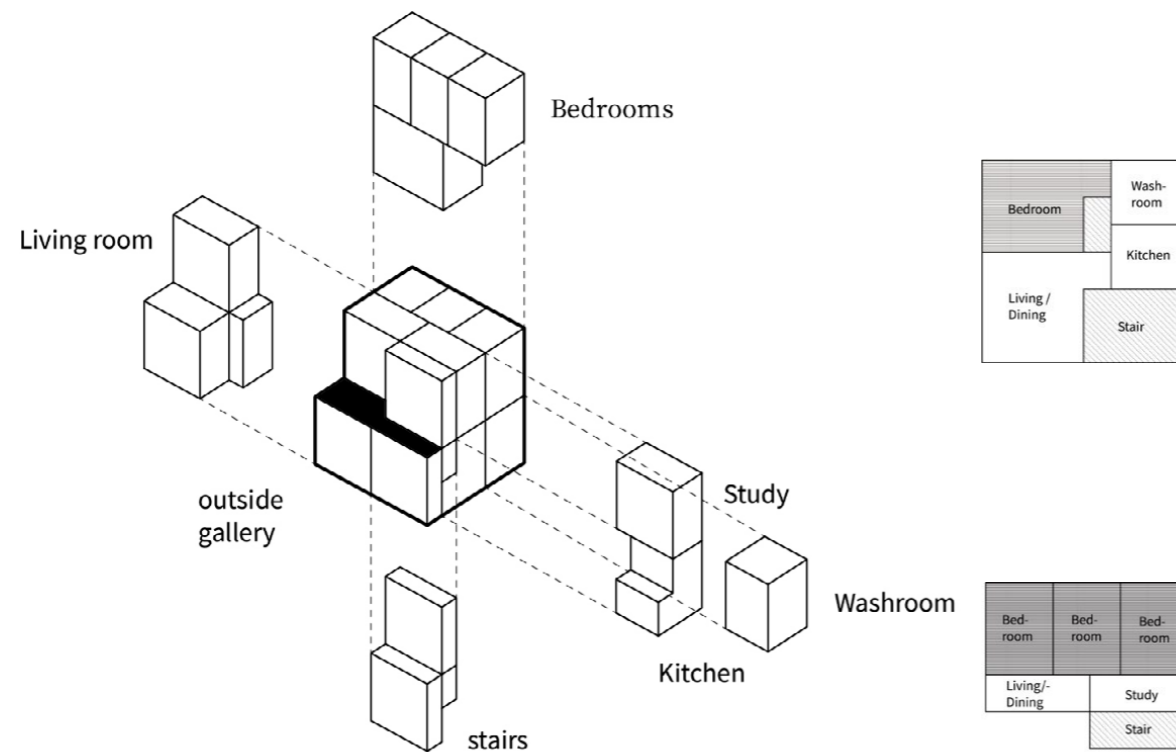 Bedrooms
Living room
outside
gallery
Study
Washroom
Kitchen
stairs
Bedroom
Wash-
room
Kitchen
Living /
Dining
Stair
Bed-
room
Bed-
room
Bed-
room
Living/-
Dining
Study
Stair